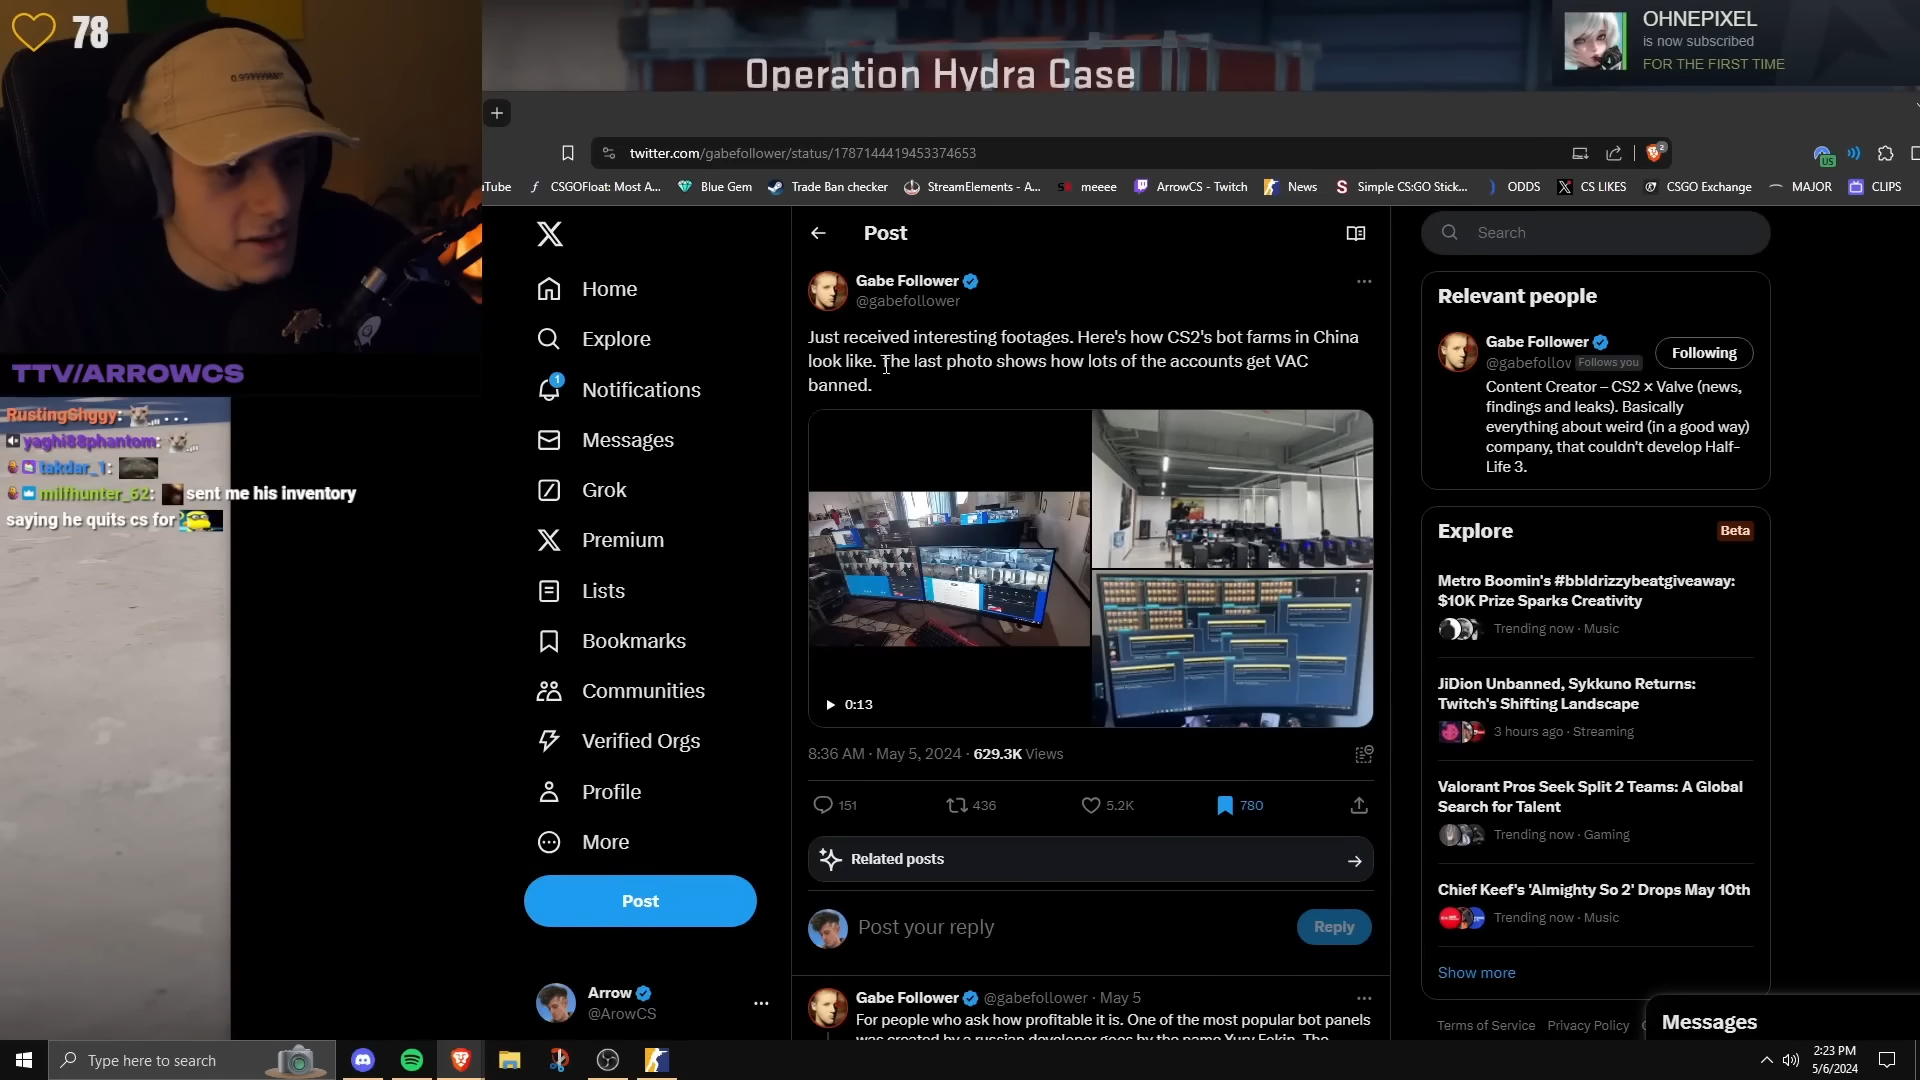 78
TTV/ARROWCS
RustingShggy:
yaghi88phantom:
takdar_1:
milfhunter_62: sent me his inventory
saying he quits cs for
Operation Hydra Case
OHNEPIXEL
is now subscribed
FOR THE FIRST TIME
twitter.com/gabefollower/status/1787144419453374653
2
US
uTube
CSGOFloat: Most A...
Blue Gem
Trade Ban checker
StreamElements - A...
meeee
ArrowCS - Twitch
News
Simple CS:GO Stick...
ODDS
CS LIKES
CSGO Exchange
MAJOR
CLIPS
Home
Explore
1
Notifications
Messages
Grok
Premium
Lists
Bookmarks
Communities
Verified Orgs
Profile
More
Post
Arrow
@ArowCS
Post
Gabe Follower
@gabefollower
Just received interesting footages. Here's how CS2's bot farms in China
look like. The last photo shows how lots of the accounts get VAC
banned.
0:13
8:36 AM · May 5, 2024 · 629.3K Views
151
436
5.2K
780
Related posts
Post your reply
Reply
Gabe Follower @gabefollower · May 5
For people who ask how profitable it is. One of the most popular bot panels
Search
Relevant people
Gabe Follower
@gabefollov Follows you
Following
Content Creator – CS2 × Valve (news,
findings and leaks). Basically
everything about weird (in a good way)
company, that couldn't develop Half-
Life 3.
Explore
Beta
Metro Boomin's #bbldrizzybeatgiveaway:
$10K Prize Sparks Creativity
Trending now · Music
JiDion Unbanned, Sykkuno Returns:
Twitch's Shifting Landscape
3 hours ago · Streaming
Valorant Pros Seek Split 2 Teams: A Global
Search for Talent
Trending now · Gaming
Chief Keef's 'Almighty So 2' Drops May 10th
Trending now · Music
Show more
Terms of Service Privacy Policy
Messages
Type here to search
2:23 PM
5/6/2024